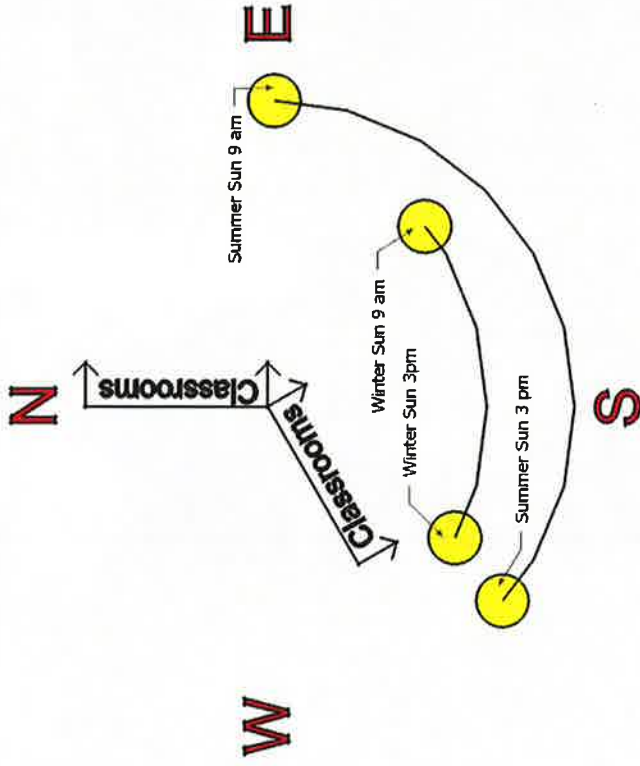 N
E
Summer Sun 9 am
Classrooms
Classrooms
Winter Sun 9 am
Winter Sun 3pm
Summer Sun 3 pm
W
S